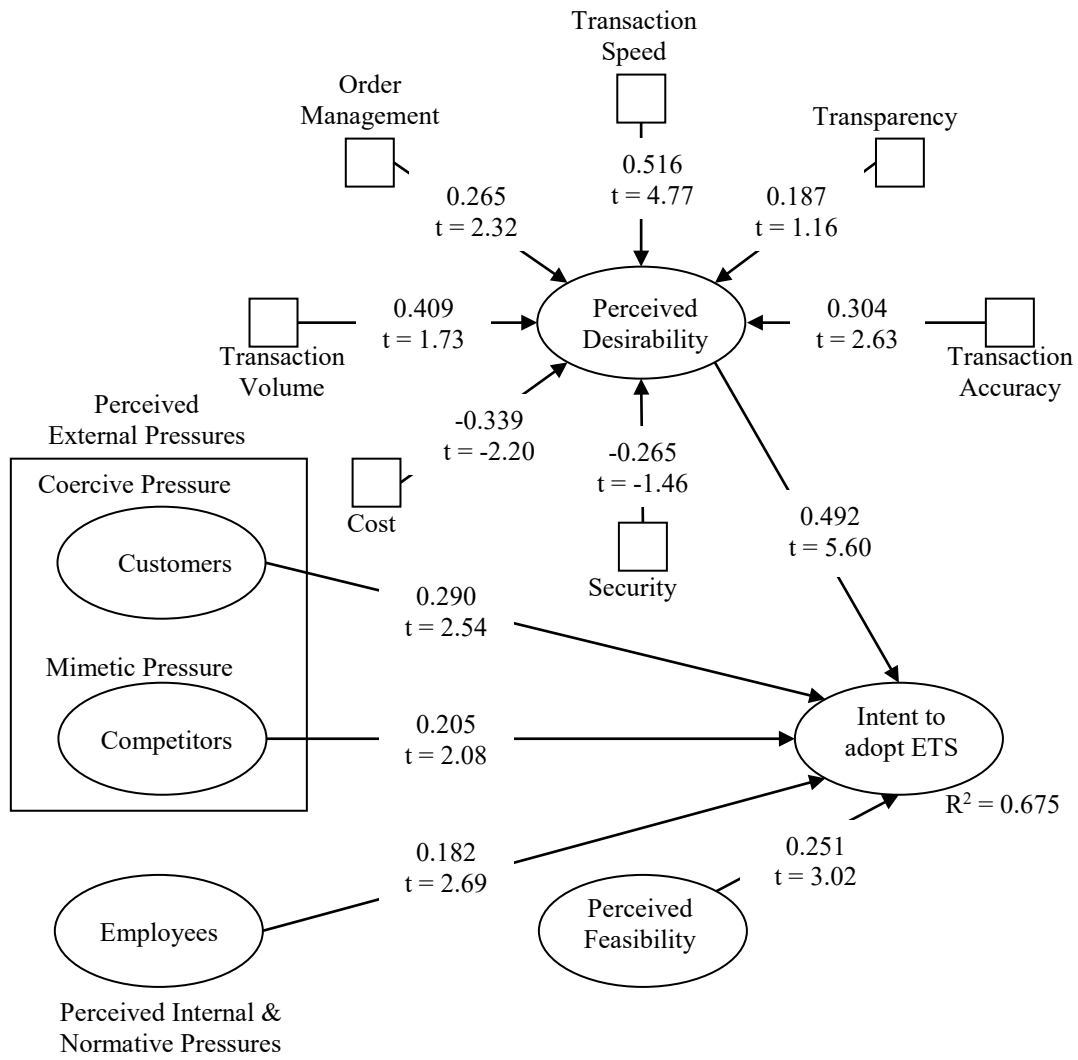 Transaction
Speed
Order
Management
Transparency
0.516
t = 4.77
0.265
t = 2.32
0.187
t = 1.16
0.409
t = 1.73
Perceived
Desirability
0.304
t = 2.63
Transaction
Volume
Transaction
Accuracy
Perceived
External Pressures
-0.339
t = -2.20
-0.265
t = -1.46
Coercive Pressure
Cost
0.492
t = 5.60
Customers
Security
0.290
t = 2.54
Mimetic Pressure
Competitors
0.205
t = 2.08
Intent to
adopt ETS
R² = 0.675
0.182
t = 2.69
0.251
t = 3.02
Employees
Perceived
Feasibility
Perceived Internal &
Normative Pressures